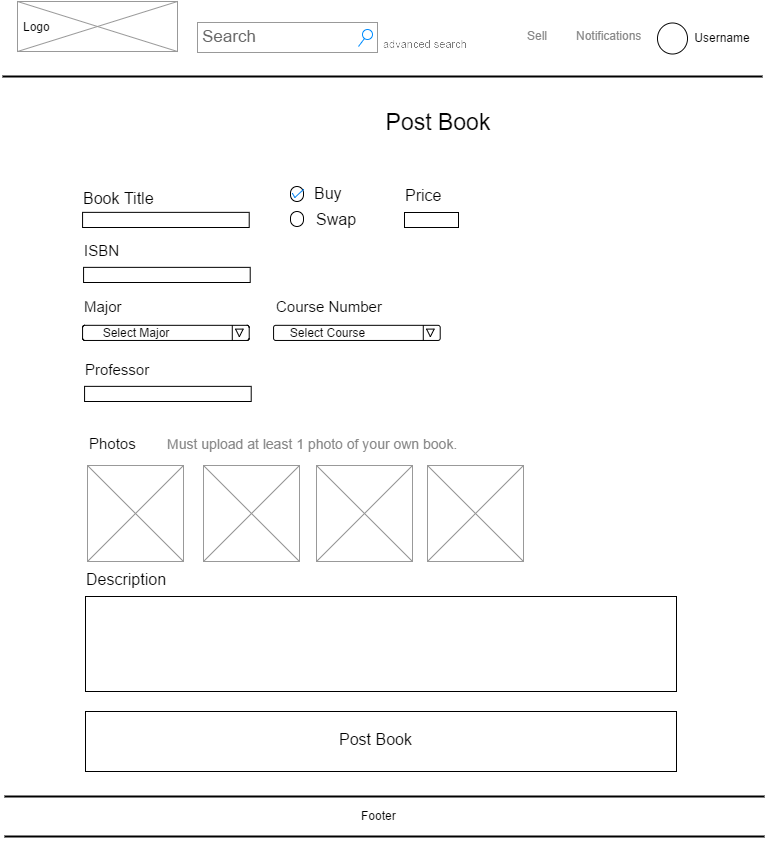 Logo
Search
advanced search
Sell
Notifications
Username
Post Book
Book Title
Buy
Price
Swap
ISBN
Major
Course Number
Select Major
Select Course
Professor
Photos
Must upload at least 1 photo of your own book.
Description
Post Book
Footer